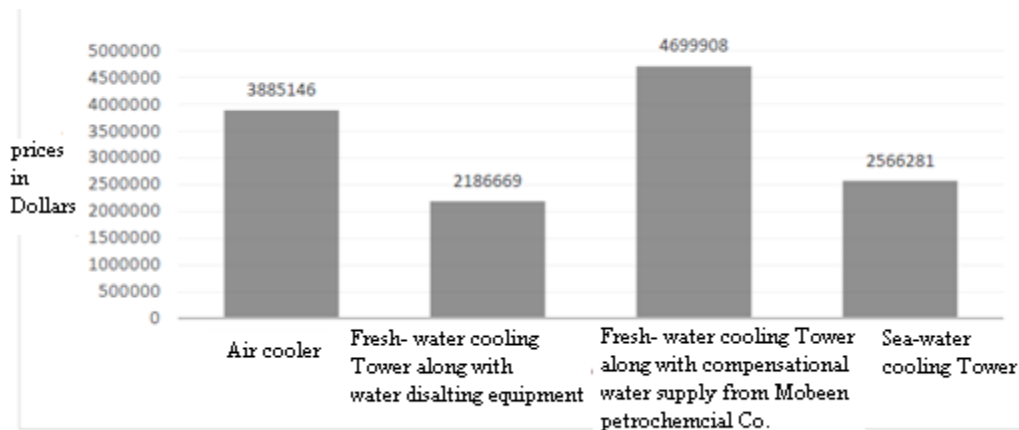 4699908
5000000
4500000
3885146
4000000
3500000
prices
in
Dollars
3000000
2566281
2186669
2500000
2000000
1500000
1000000
500000
0
Air cooler
Fresh- water cooling
Tower along with
water disalting equipment
Fresh- water cooling Tower
along with compensational
water supply from Mobeen
petrochemcial Co.
Sea-water
cooling Tower